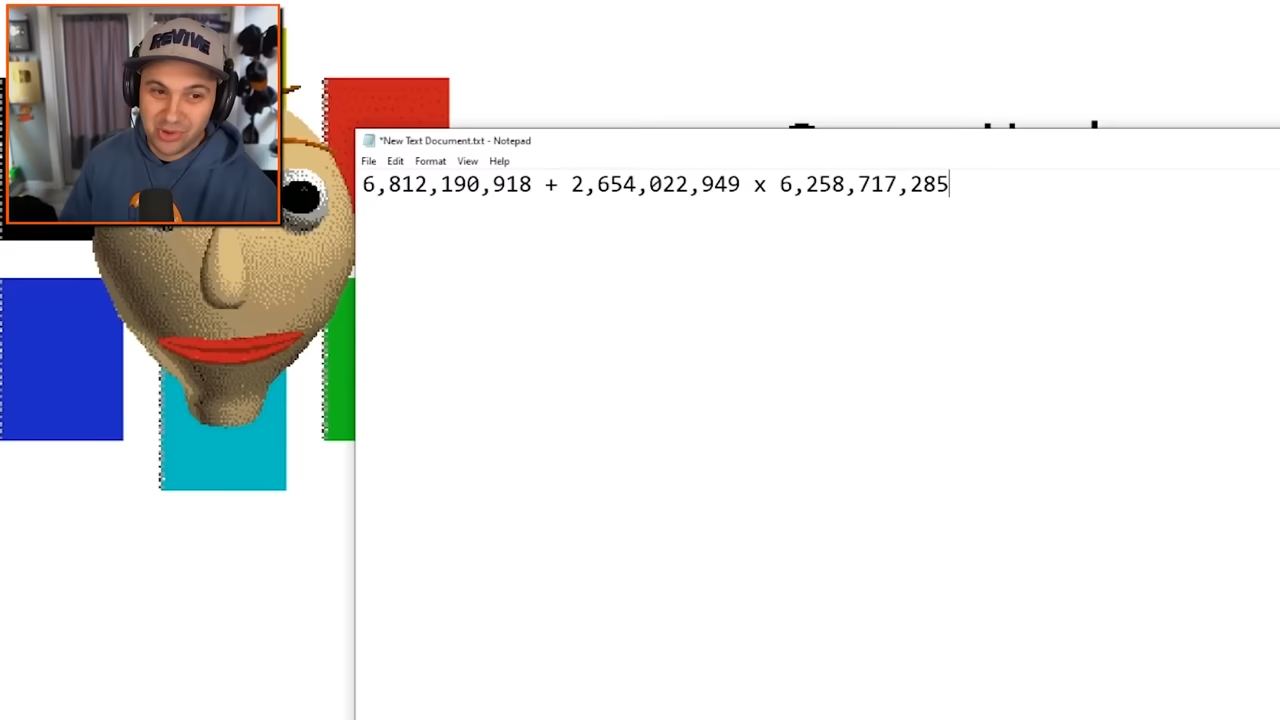 REVIVE
*New Text Document.txt - Notepad
File Edit Format View Help
6,812,190,918 + 2,654,022,949 x 6,258,717,285